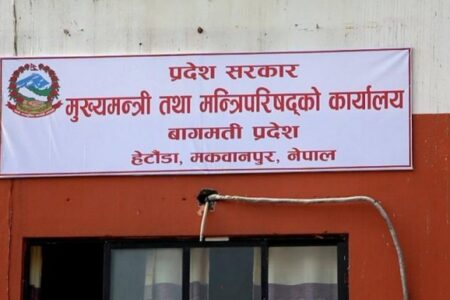 प्रदेश सरकार
मुख्यमन्त्री तथा मन्त्रिपरिषद्को कार्यालय
बागमती प्रदेश
हेटौंडा, मकवानपुर, नेपाल